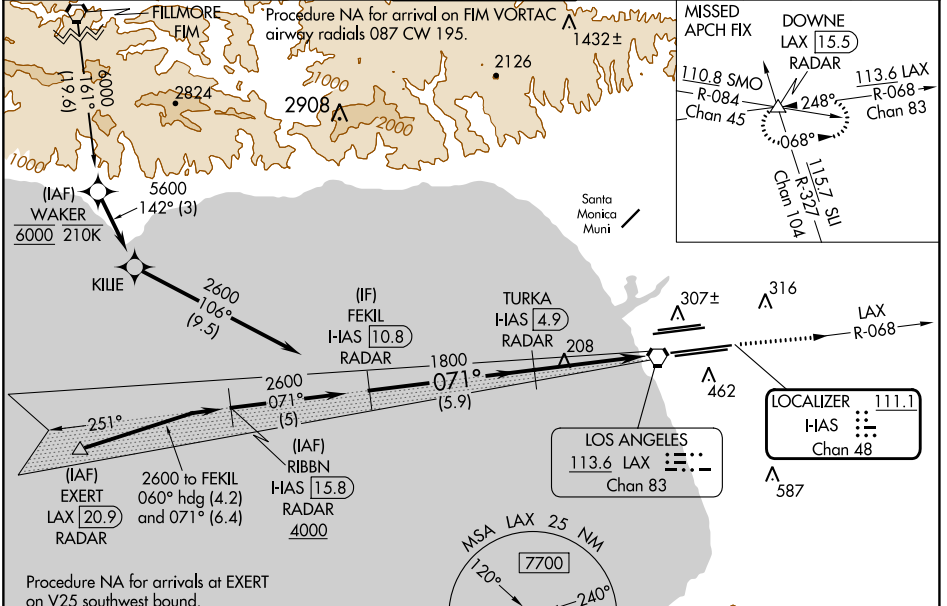 FILLMORE
FIM
Procedure NA for arrival on FIM VORTAC
airway radials 087 CW 195.
1432±
2126
6000
161°
(19.6)
2824
2908
1000
2000
1000
MISSED
APCH FIX
DOWNE
LAX 15.5
RADAR
110.8 SMO
R-084
Chan 45
113.6 LAX
R-068
Chan 83
248°
068°
115.7 SLI
R-327
Chan 104
(IAF)
WAKER
6000 210K
5600
142° (3)
KILIE
2600
106°
(9.5)
Santa
Monica
Muni
(IF)
FEKIL
I-IAS 10.8
RADAR
TURKA
I-IAS 4.9
RADAR
208
307±
316
LAX
R-068
462
2600
071°
(5)
1800
071°
(5.9)
251°
(IAF)
EXERT
LAX 20.9
RADAR
2600 to FEKIL
060° hdg (4.2)
and 071° (6.4)
(IAF)
RIBBN
I-IAS 15.8
RADAR
4000
LOS ANGELES
113.6 LAX
Chan 83
LOCALIZER 111.1
I-IAS
Chan 48
587
MSA LAX 25 NM
7700
120°
240°
Procedure NA for arrivals at EXERT
on V25 southwest bound.